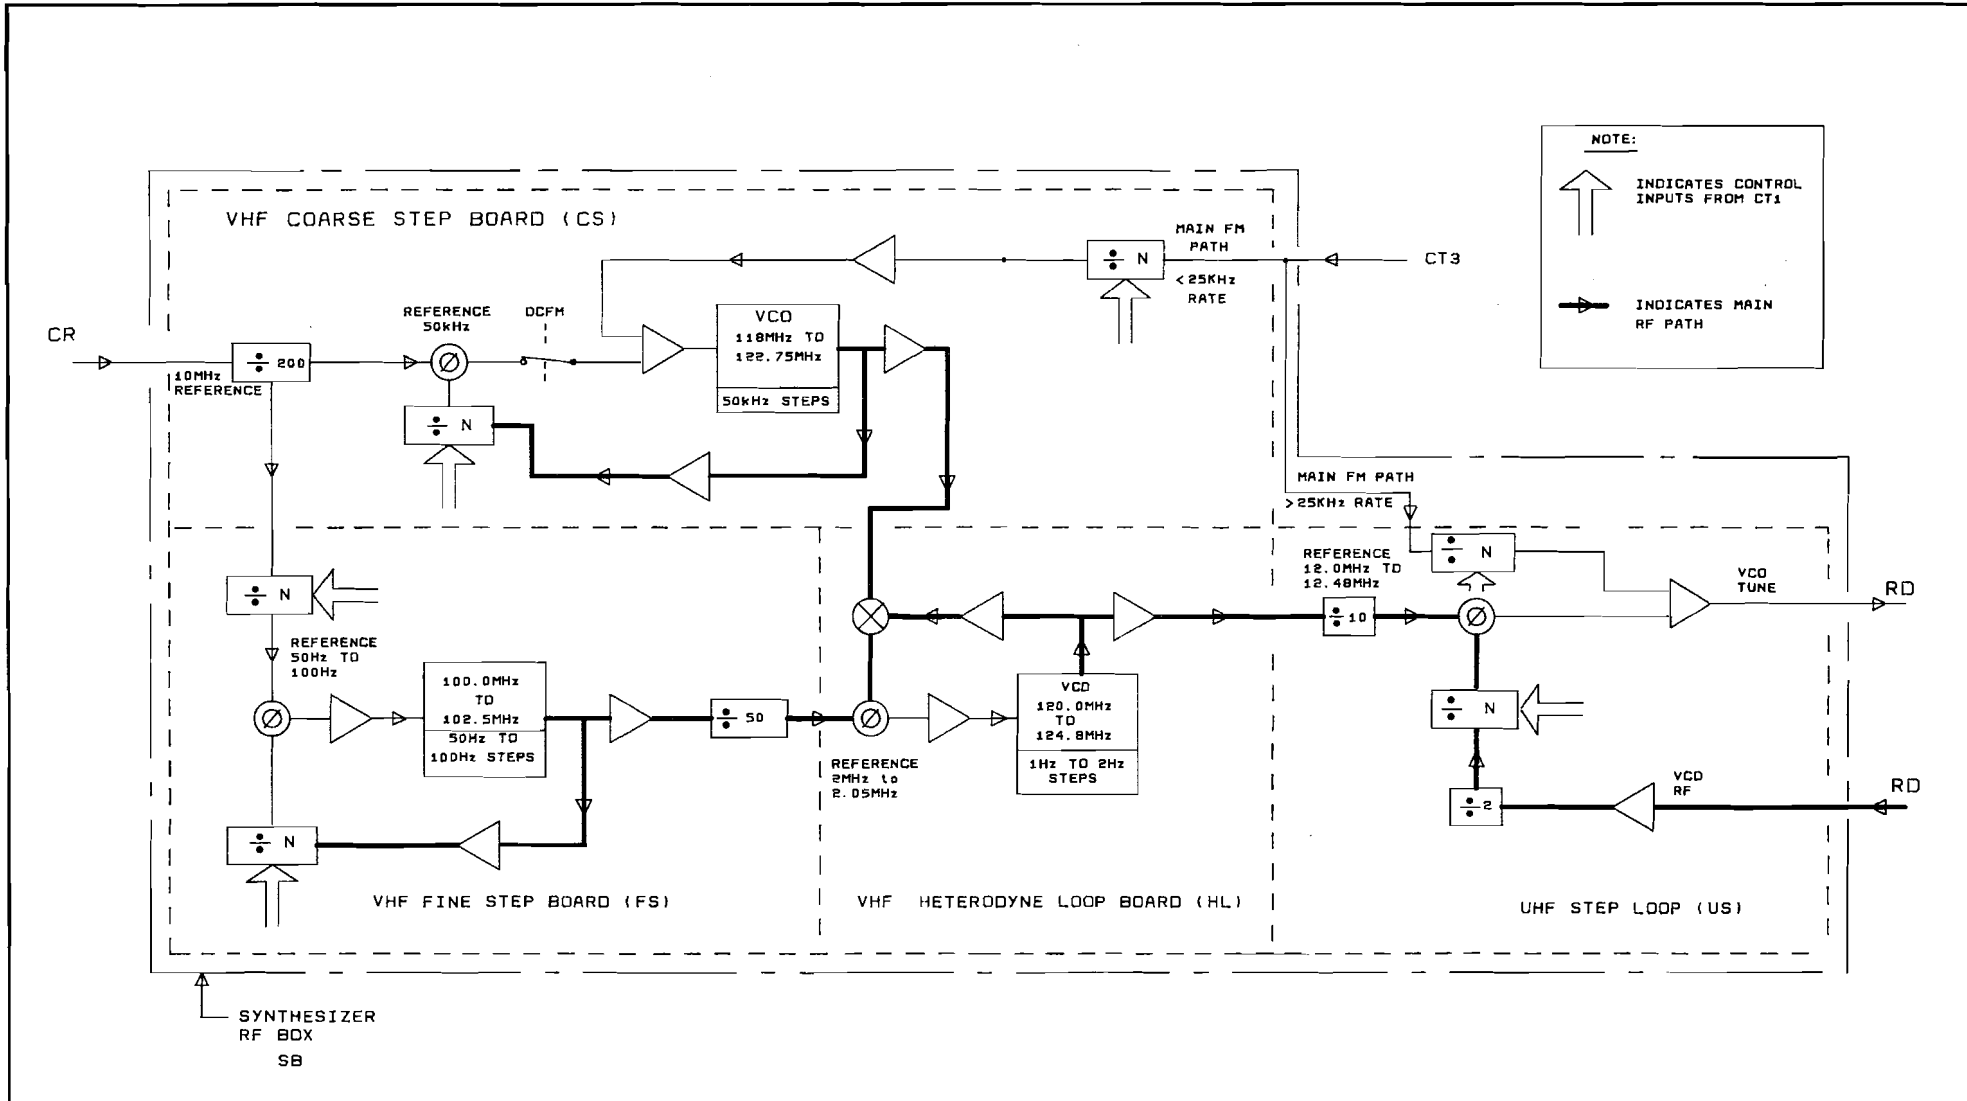 NOTE:
INDICATES CONTROL
INPUTS FROM CT1
INDICATES MAIN
RF PATH
VHF COARSE STEP BOARD (CS)
MAIN FM
PATH
<25KHz
RATE
÷ N
CT3
CR
10MHz
REFERENCE
÷ 200
REFERENCE
50kHz
Ø
DCFM
VCO
118MHz TO
122.75MHz
50kHz STEPS
÷ N
MAIN FM PATH
>25KHz RATE
÷ N
REFERENCE
50Hz TO
100Hz
Ø
100.0MHz
TO
102.5MHz
50Hz TO
100Hz STEPS
÷ 50
÷ N
VHF FINE STEP BOARD (FS)
REFERENCE
2MHz to
2.05MHz
Ø
VCD
120.0MHz
TO
124.8MHz
1Hz TO 2Hz
STEPS
VHF HETERODYNE LOOP BOARD (HL)
REFERENCE
12.0MHz TO
12.48MHz
÷ 10
÷ N
Ø
VCO
TUNE
RD
÷ N
÷ 2
VCD
RF
RD
UHF STEP LOOP (US)
SYNTHESIZER
RF BOX
SB